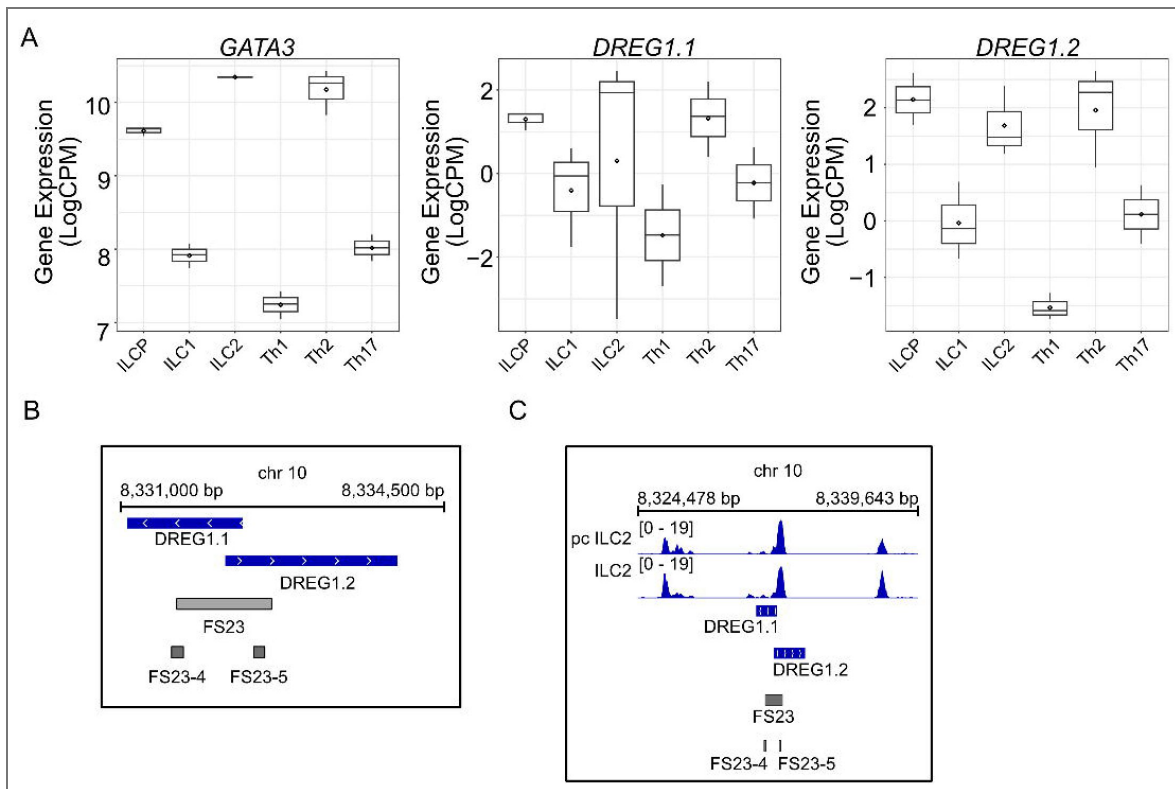 A
GATA3
Gene Expression
(LogCPM)
10
9
8
7
ILCP
ILC1
ILC2
Th1
Th2
Th17
DREG1.1
Gene Expression
(LogCPM)
2
0
−2
ILCP
ILC1
ILC2
Th1
Th2
Th17
DREG1.2
Gene Expression
(LogCPM)
2
1
0
−1
ILCP
ILC1
ILC2
Th1
Th2
Th17
B
chr 10
8,331,000 bp 8,334,500 bp
DREG1.1
DREG1.2
FS23
FS23-4 FS23-5
C
chr 10
8,324,478 bp 8,339,643 bp
[0 - 19]
pc ILC2
[0 - 19]
ILC2
DREG1.1
DREG1.2
FS23
FS23-4 FS23-5